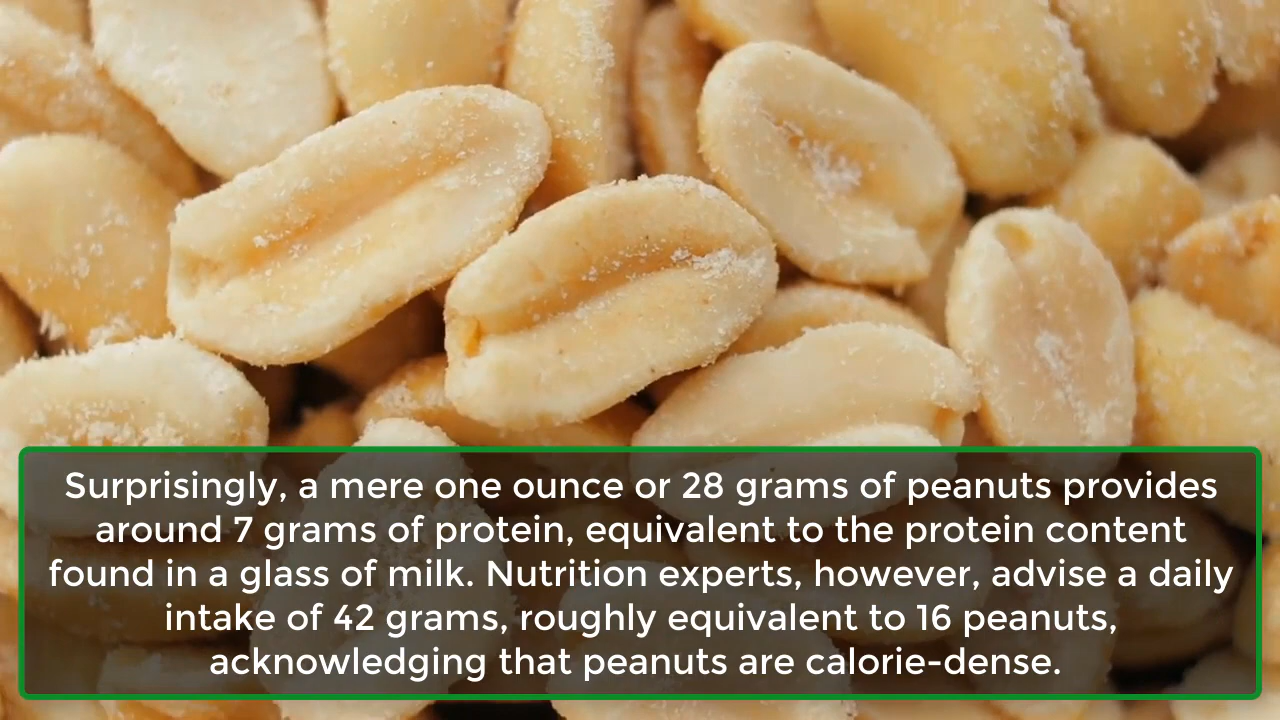 Surprisingly, a mere one ounce or 28 grams of peanuts provides
around 7 grams of protein, equivalent to the protein content
found in a glass of milk. Nutrition experts, however, advise a daily
intake of 42 grams, roughly equivalent to 16 peanuts,
acknowledging that peanuts are calorie-dense.